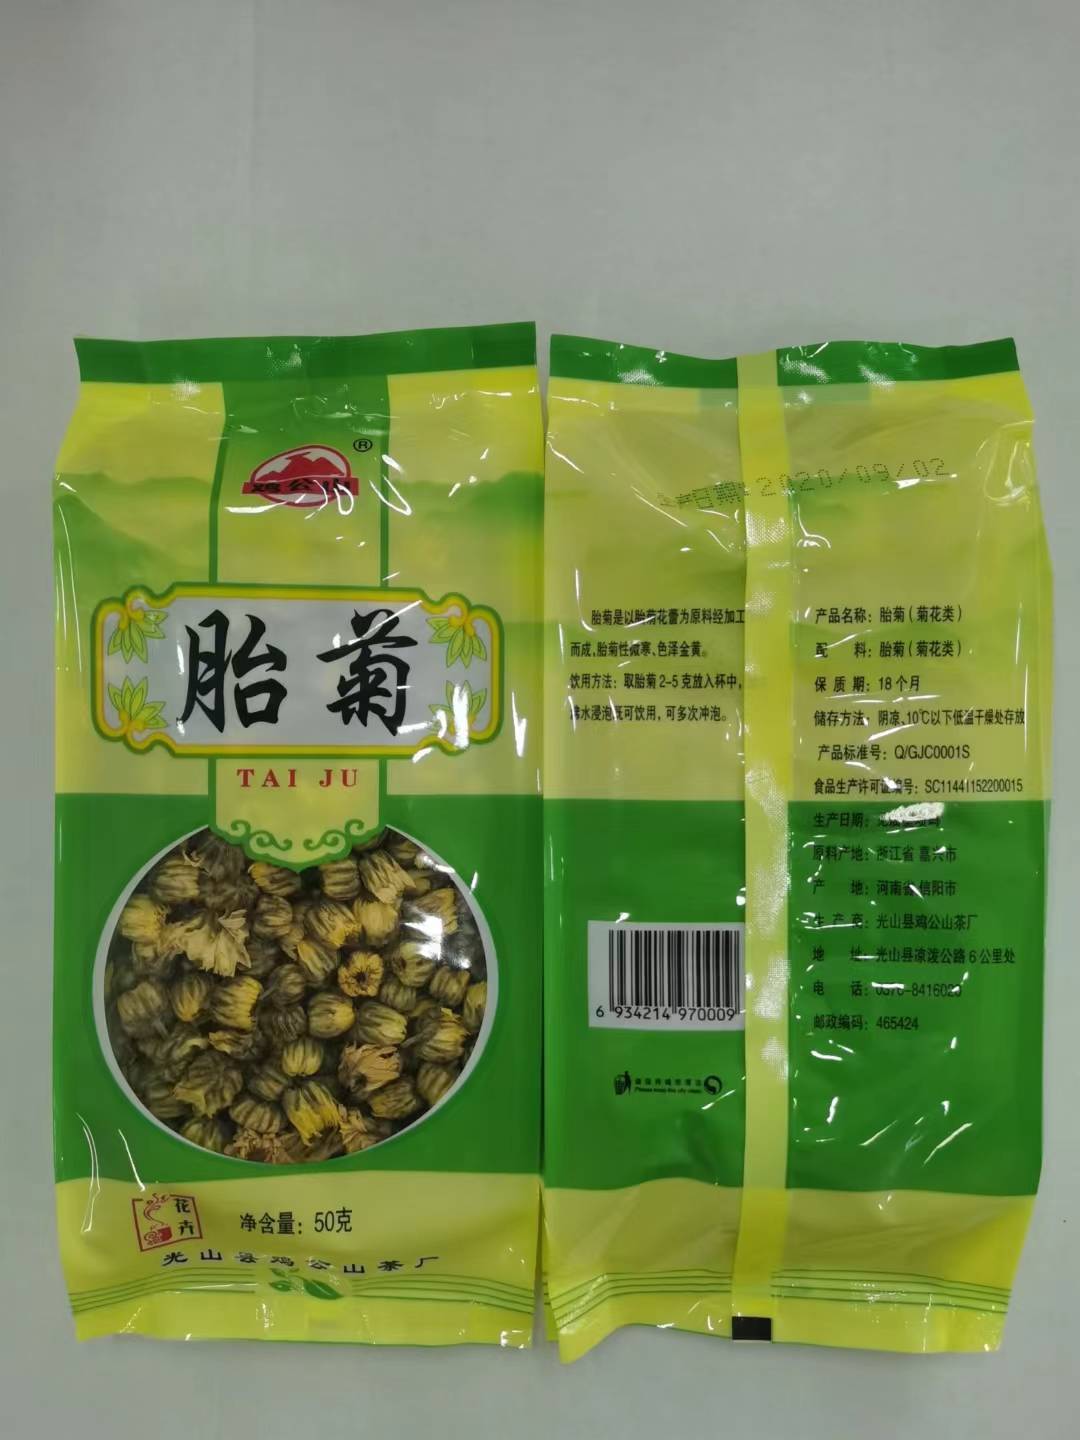 鸡公山
®
胎菊
TAI JU
花卉
净含量：50克
光山县鸡公山茶厂
生产日期：2020/09/02
胎菊是以胎菊花蕾为原料经加工
而成，胎菊性微寒、色泽金黄。
饮用方法：取胎菊2-5克放入杯中，
沸水浸泡既可饮用，可多次冲泡。
6 934214 970009
产品名称：胎菊（菊花类）
配 料：胎菊（菊花类）
保质期：18个月
储存方法：阴凉、10℃以下低温干燥处存放
产品标准号：Q/GJC0001S
食品生产许可证编号：SC11441152200015
生产日期：
原料产地：浙江省 嘉兴市
产 地：河南省 信阳市
生产商：光山县鸡公山茶厂
地 址：光山县凉泼公路6公里处
电 话：0376-8416020
邮政编码：465424